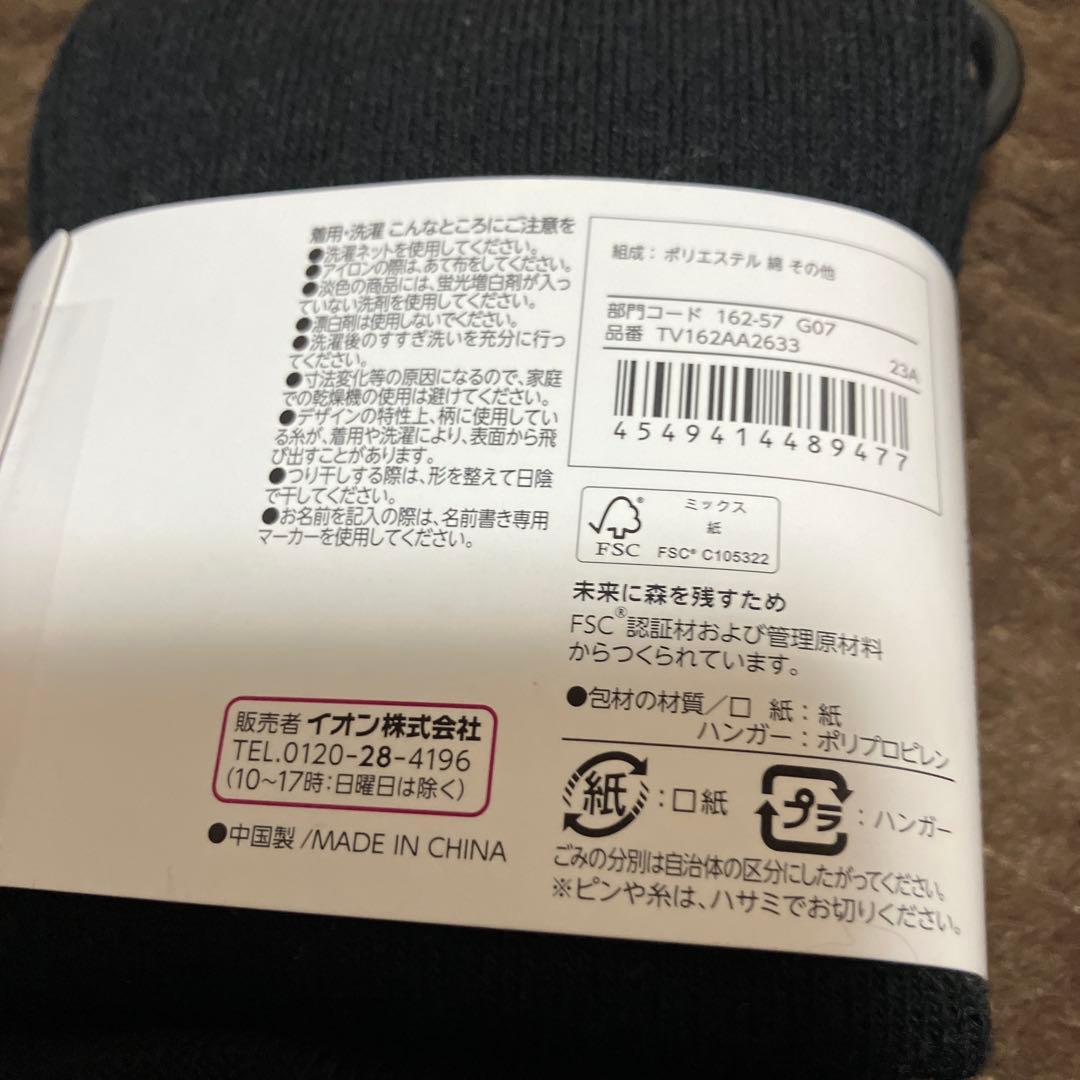 着用・洗濯 こんなところにご注意を
●洗濯ネットを使用してください。
●アイロンの際は、あて布をしてください。
●淡色の商品には、蛍光増白剤が入っ
ていない洗剤を使用してください。
●漂白剤は使用しないでください。
●洗濯後のすすぎ洗いを充分に行っ
てください。
●寸法変化等の原因になるので、家庭
での乾燥機の使用は避けてください。
●デザインの特性上、柄に使用してい
る糸が、着用や洗濯により、表面から飛
び出すことがあります。
●つり干しする際は、形を整えて日陰
で干してください。
●お名前を記入の際は、名前書き専用
マーカーを使用してください。
販売者 イオン株式会社
TEL.0120-28-4196
(10~17時:日曜日は除く)
●中国製/MADE IN CHINA
組成: ポリエステル 綿 その他
部門コード 162-57 G07
品番 TV162AA2633
23A
4549414489477
ミックス
紙
FSC
FSC® C105322
未来に森を残すため
FSC®認証材および管理原材料
からつくられています。
●包材の材質/口 紙:紙
ハンガー:ポリプロピレン
紙:口紙 プラ:ハンガー
ごみの分別は自治体の区分にしたがってください。
※ピンや糸は、ハサミでお切りください。